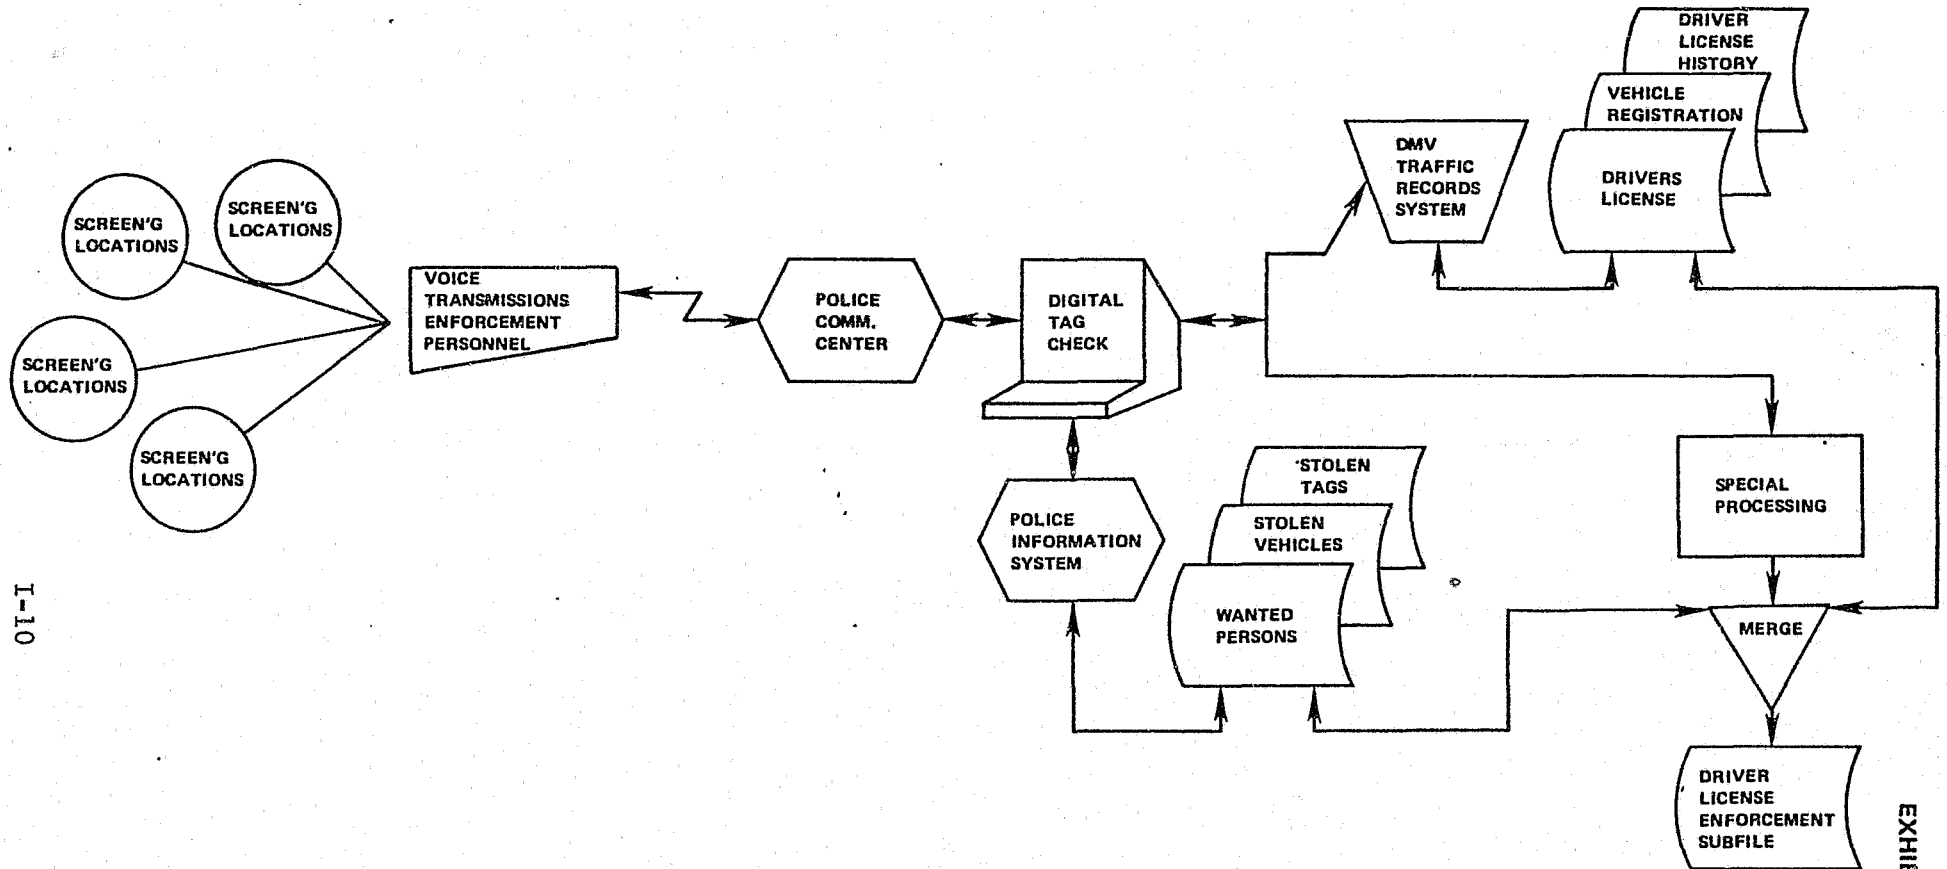 DRIVER
LICENSE
HISTORY
VEHICLE
REGISTRATION
DRIVERS
LICENSE
DMV
TRAFFIC
RECORDS
SYSTEM
SCREEN'G
LOCATIONS
SCREEN'G
LOCATIONS
SCREEN'G
LOCATIONS
SCREEN'G
LOCATIONS
VOICE
TRANSMISSIONS
ENFORCEMENT
PERSONNEL
POLICE
COMM.
CENTER
DIGITAL
TAG
CHECK
POLICE
INFORMATION
SYSTEM
STOLEN
TAGS
STOLEN
VEHICLES
WANTED
PERSONS
SPECIAL
PROCESSING
MERGE
DRIVER
LICENSE
ENFORCEMENT
SUBFILE
I-10